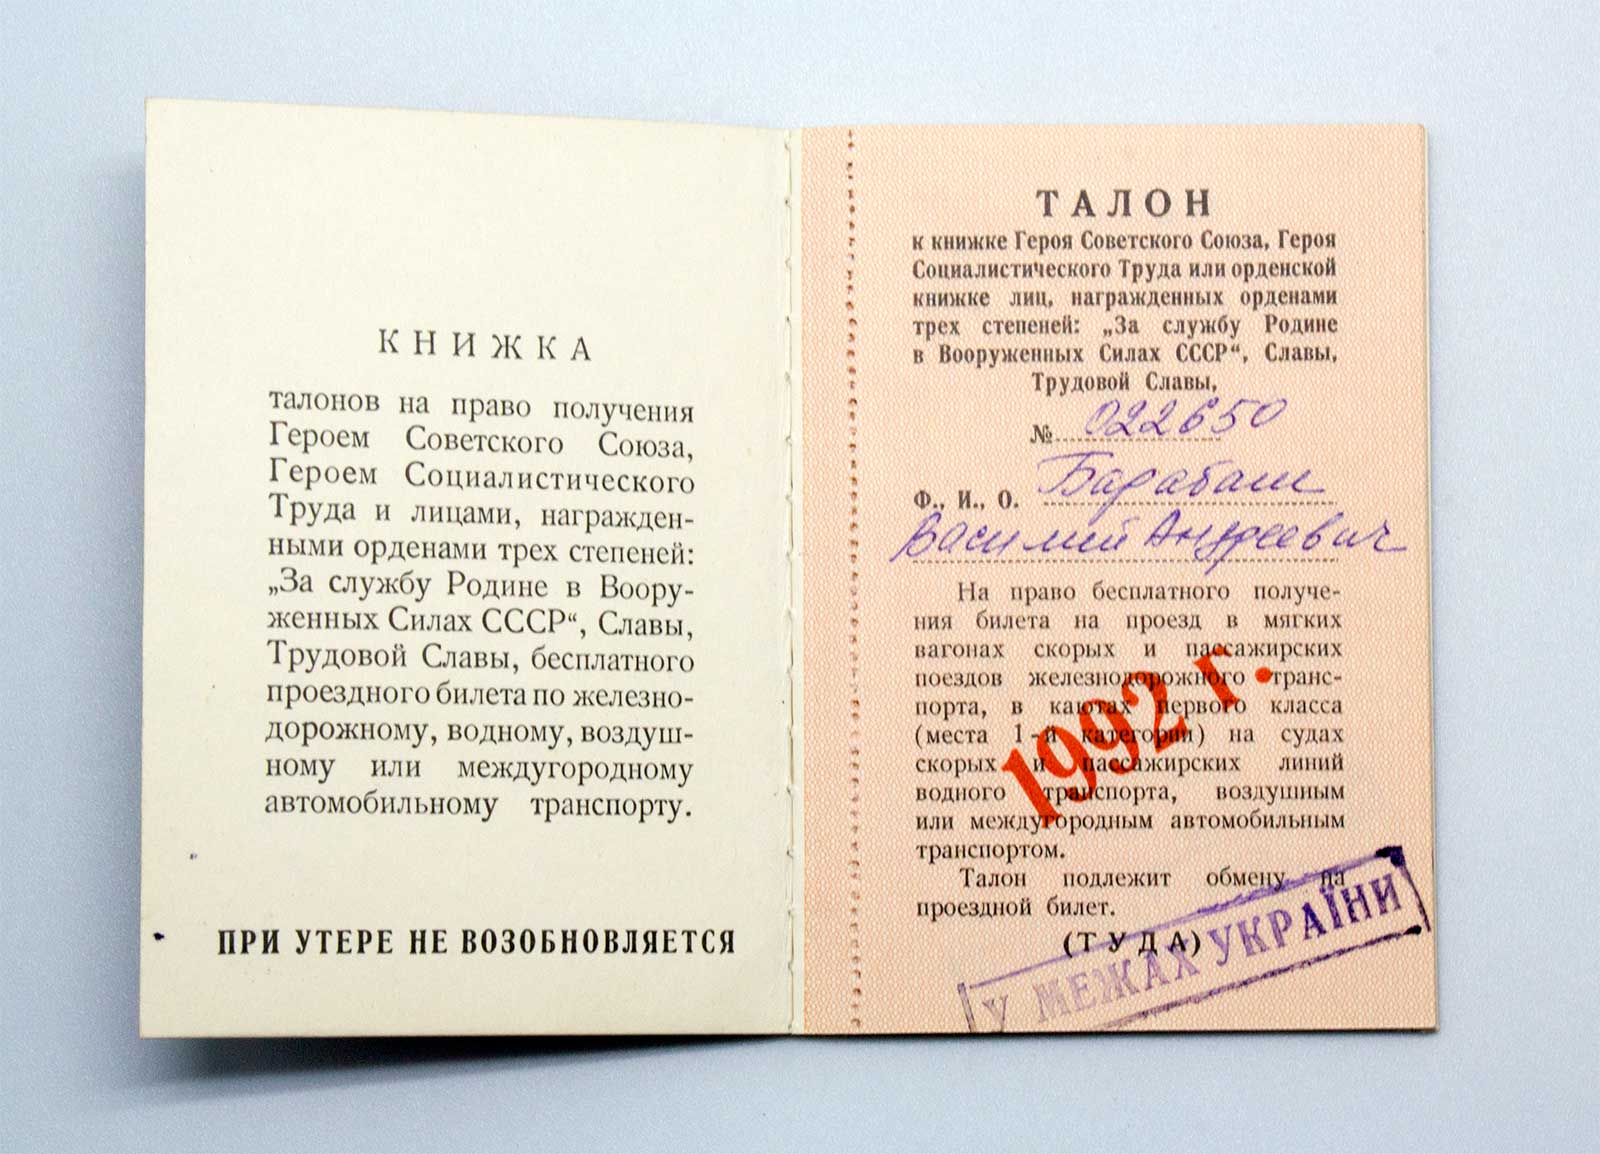 КНИЖКА
талонов на право получения
Героем Советского Союза,
Героем Социалистического
Труда и лицами, награжден-
ными орденами трех степеней:
„За службу Родине в Воору-
женных Силах СССР“, Славы,
Трудовой Славы, бесплатного
проездного билета по железно-
дорожному, водному, воздуш-
ному или междугородному
автомобильному транспорту.
ПРИ УТЕРЕ НЕ ВОЗОБНОВЛЯЕТСЯ
ТАЛОН
к книжке Героя Советского Союза, Героя
Социалистического Труда или орденской
книжке лиц, награжденных орденами
трех степеней: „За службу Родине
в Вооруженных Силах СССР“, Славы,
Трудовой Славы,
№ 022650
Ф., И., О. Барабаш
Василий Андреевич
На право бесплатного получе-
ния билета на проезд в мягких
вагонах скорых и пассажирских
поездов железнодорожного транс-
порта, в каютах первого класса
(места 1-й категории) на судах
скорых и пассажирских линий
водного транспорта, воздушным
или междугородным автомобильным
транспортом.
Талон подлежит обмену на
проездной билет.
(ТУДА)
1992 г.
У МЕЖАХ УКРАЇНИ